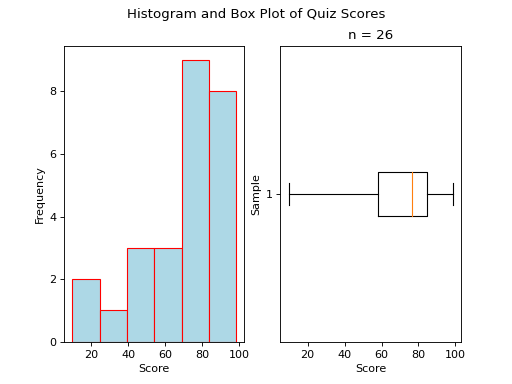 Histogram and Box Plot of Quiz Scores
Frequency
8
6
4
2
0
20 40 60 80 100
Score
n = 26
Sample
1
20 40 60 80 100
Score